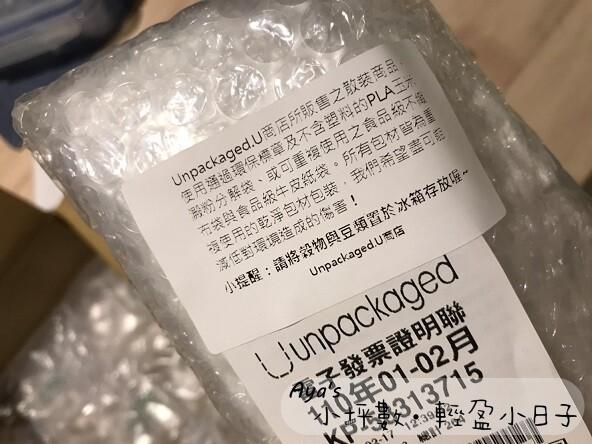 Unpackaged.U商店所販售之散裝商品，
使用通過環保標章及不含塑料的PLA玉米
澱粉分解袋、或可重複使用之食品級不織
布袋與食品級牛皮紙袋。所有包材皆為重
複使用的乾淨包材包裝，我們希望盡可能
減低對環境造成的傷害！
小提醒：請將穀物與豆類置於冰箱存放喔~
Unpackaged.U商店
Uunpackaged
電子發票證明聯
110年01-02月
Aya's
小坪數·輕盈小日子